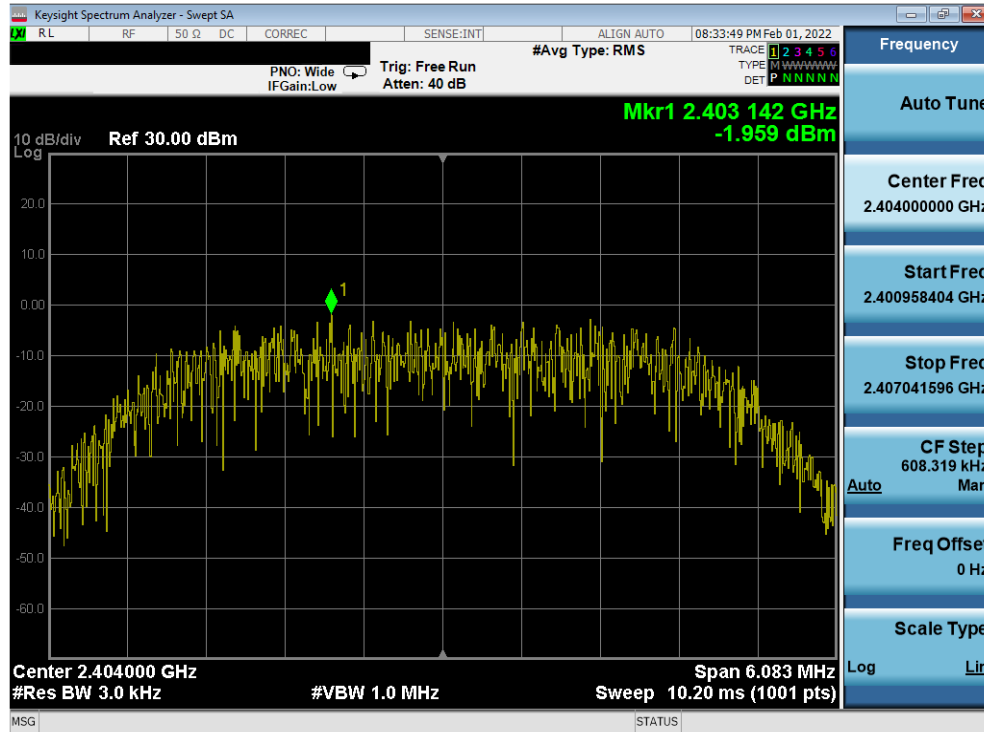 Keysight Spectrum Analyzer - Swept SA
LXI RL RF 50 Ω DC CORREC SENSE:INT ALIGN AUTO 08:33:49 PM Feb 01, 2022
PNO: Wide
IFGain:Low
Trig: Free Run
Atten: 40 dB
#Avg Type: RMS
TRACE 1 2 3 4 5 6
TYPE M WWWWW
DET P N N N N N
Mkr1 2.403 142 GHz
-1.959 dBm
10 dB/div Ref 30.00 dBm
Log
20.0
10.0
0.00
-10.0
-20.0
-30.0
-40.0
-50.0
-60.0
1
Center 2.404000 GHz Span 6.083 MHz
#Res BW 3.0 kHz #VBW 1.0 MHz Sweep 10.20 ms (1001 pts)
MSG STATUS
Frequency
Auto Tune
Center Freq
2.404000000 GHz
Start Freq
2.400958404 GHz
Stop Freq
2.407041596 GHz
CF Step
608.319 kHz
Auto Man
Freq Offset
0 Hz
Scale Type
Log Lin